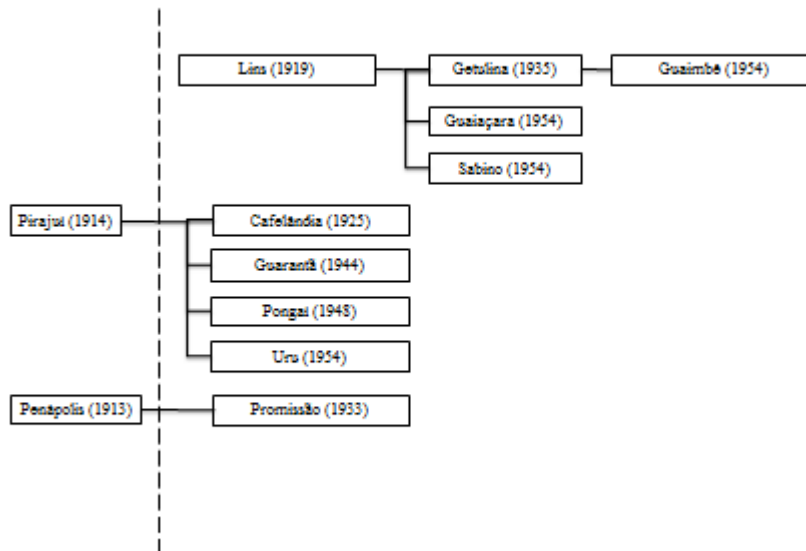 Lins (1919)
Getulina (1935)
Guaimbê (1954)
Guaiaçara (1954)
Sabino (1954)
Pirajuí (1914)
Cafelândia (1925)
Guarantã (1944)
Pongaí (1948)
Uru (1954)
Penápolis (1913)
Promissão (1933)